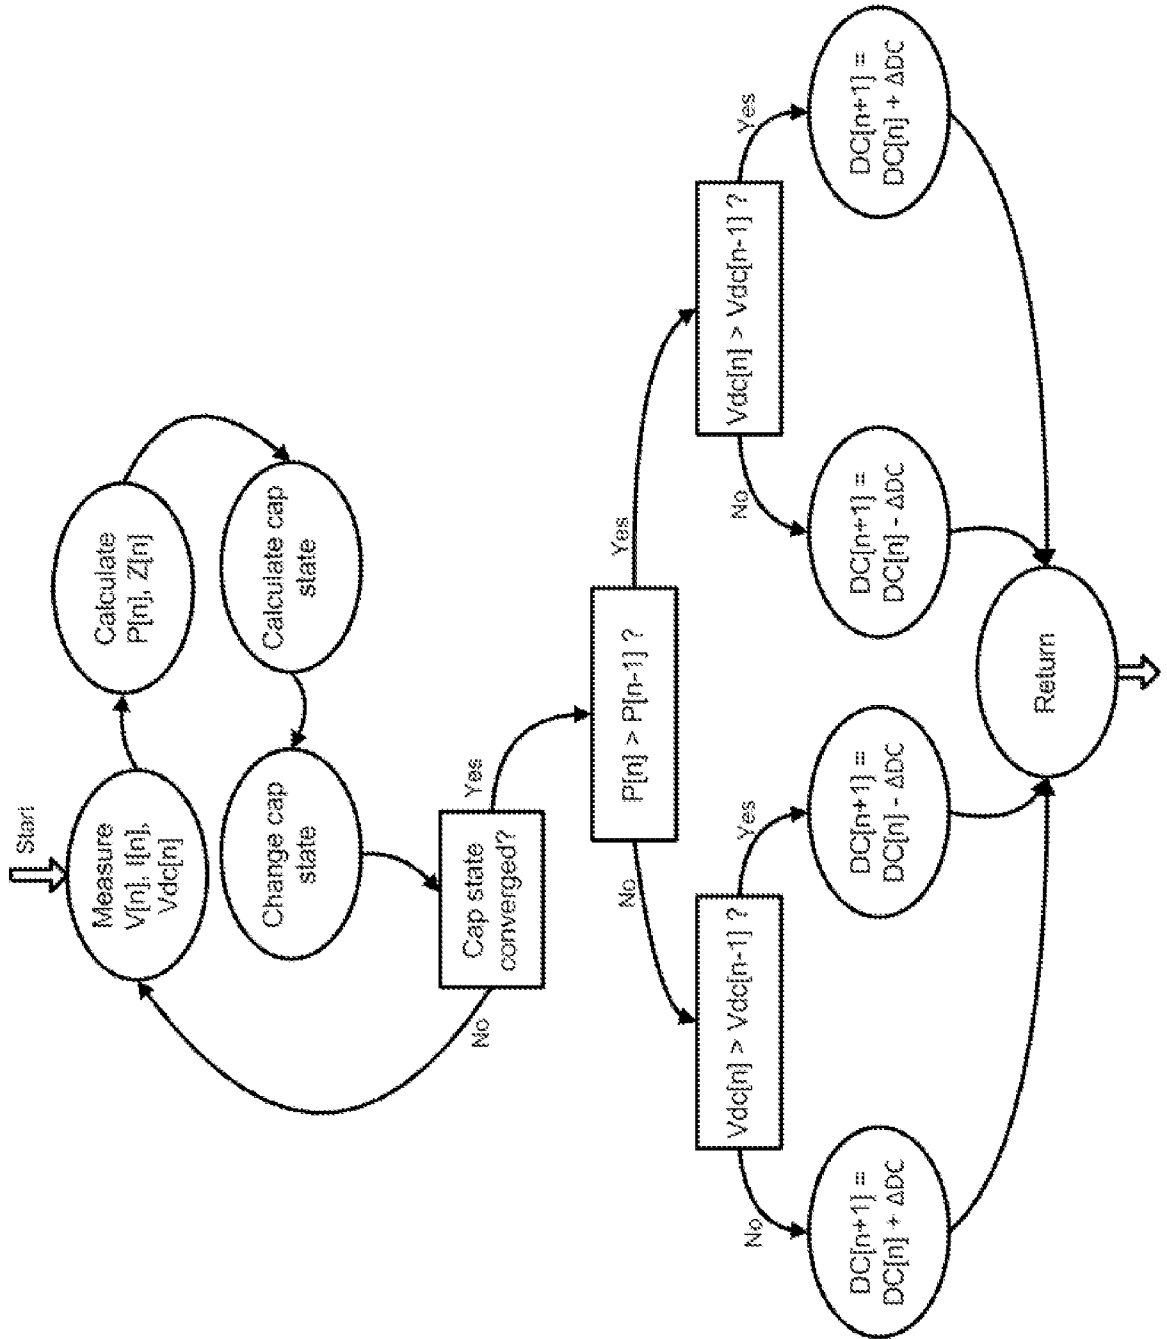 Start
Measure
V[n], I[n],
Vdc[n]
Calculate
P[n], Z[n]
Calculate cap
state
Change cap
state
Cap state
converged?
No
Yes
P[n] > P[n-1] ?
No
Yes
Vdc[n] > Vdc[n-1] ?
No
Yes
Vdc[n] > Vdc[n-1] ?
No
Yes
DC[n+1] =
DC[n] + ΔDC
DC[n+1] =
DC[n] - ΔDC
DC[n+1] =
DC[n] - ΔDC
DC[n+1] =
DC[n] + ΔDC
Return